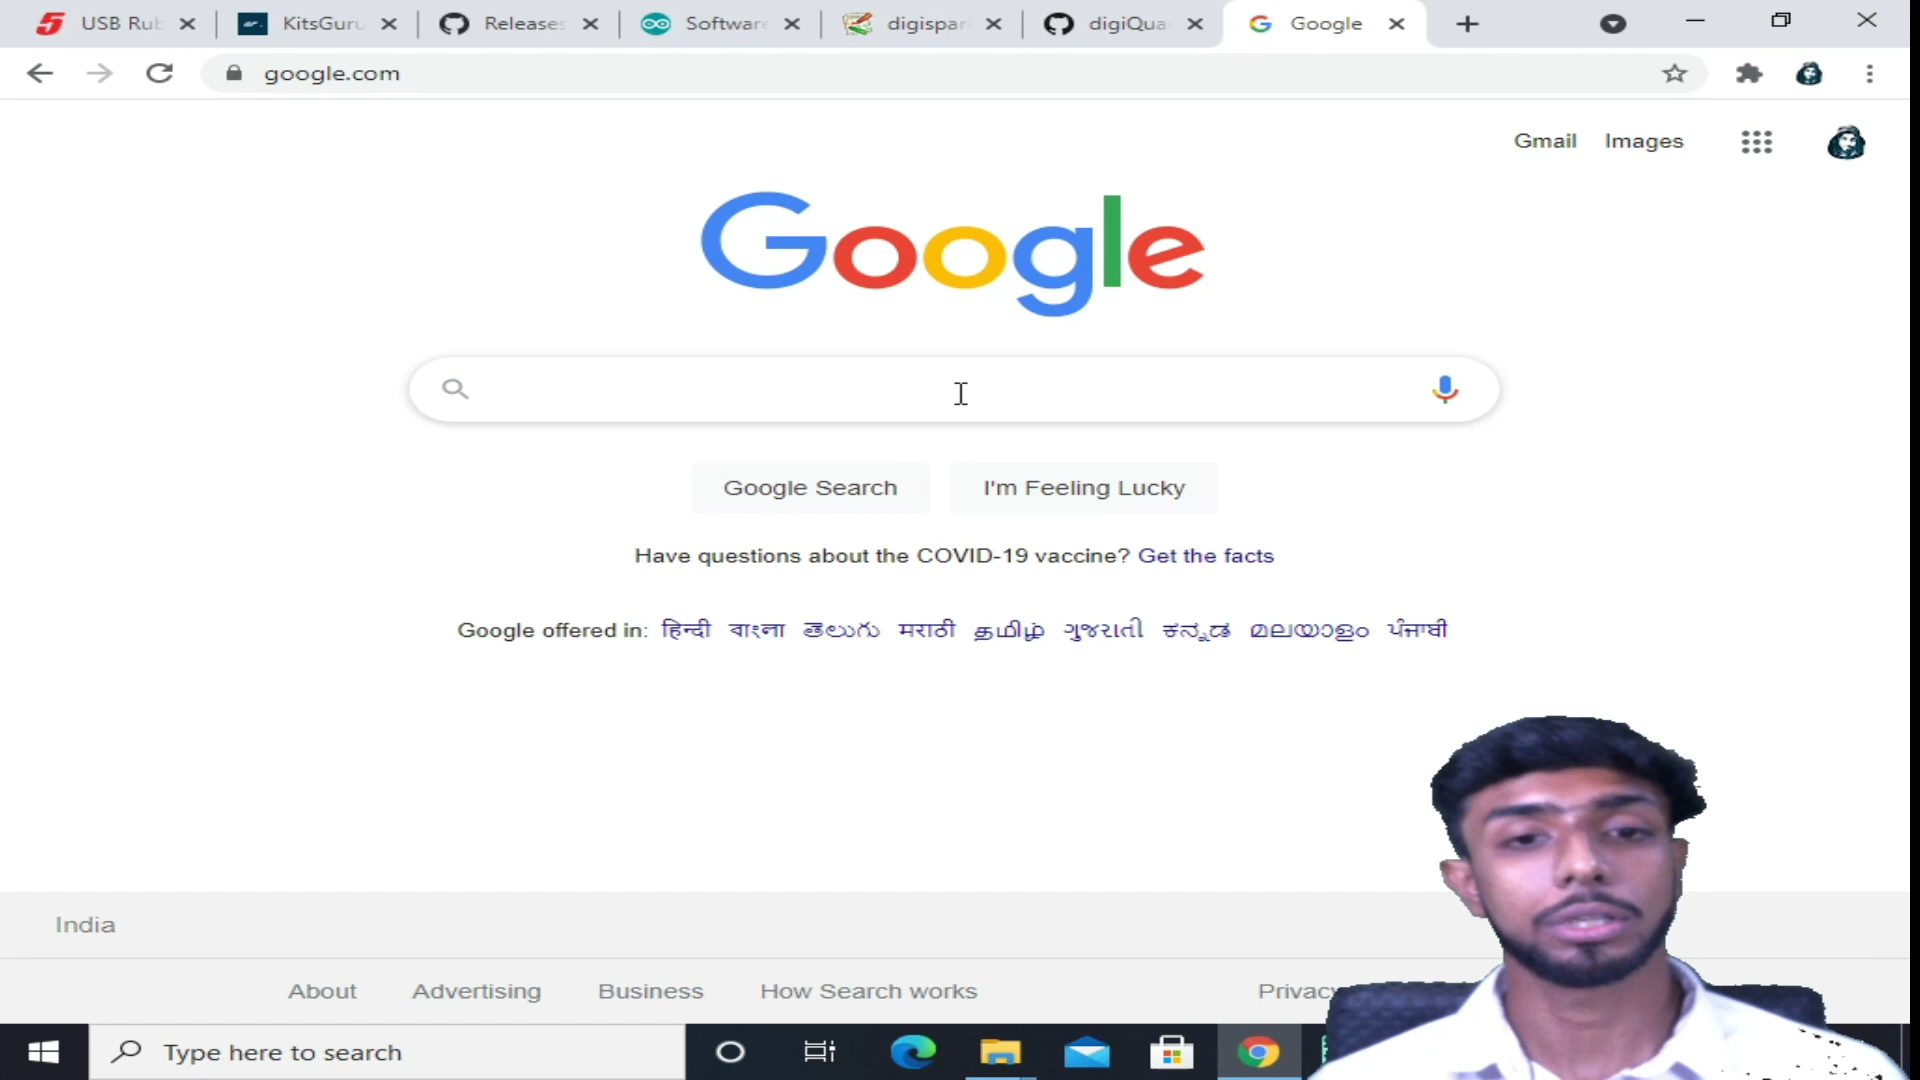 USB Rub KitsGuru Releases Software digispar digiQua Google
google.com
Gmail Images
Google
Google Search I'm Feeling Lucky
Have questions about the COVID-19 vaccine? Get the facts
Google offered in: हिन्दी বাংলা తెలుగు मराठी தமிழ் ગુજરાતી ಕನ್ನಡ മലയാളം ਪੰਜਾਬੀ
India
About Advertising Business How Search works Privacy
Type here to search